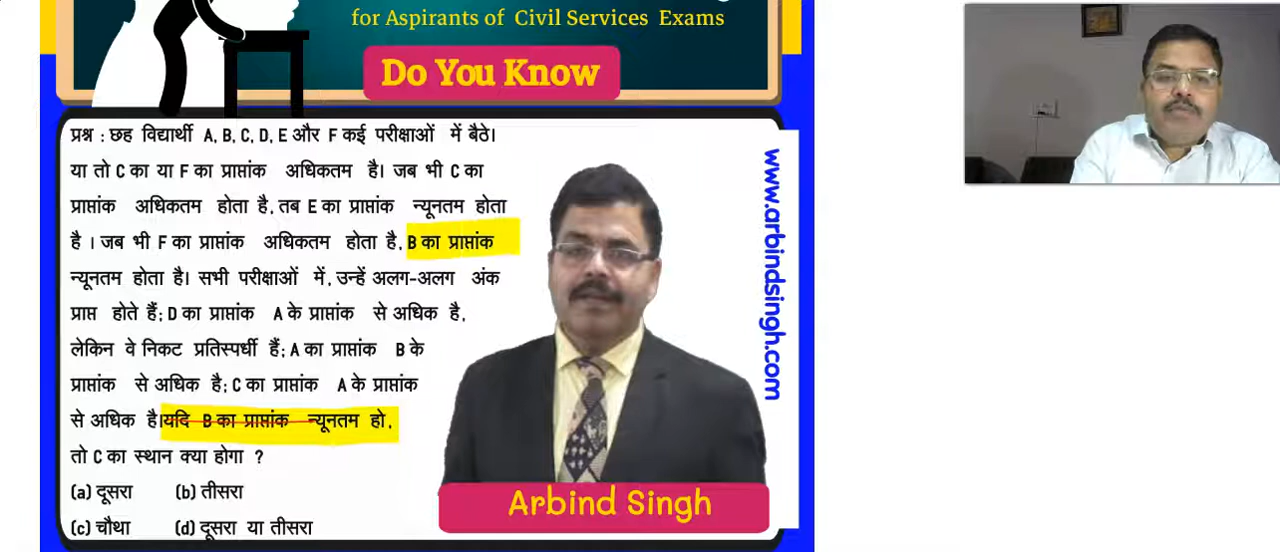 for Aspirants of Civil Services Exams
Do You Know
प्रश्न : छह विद्यार्थी A, B, C, D, E और F कई परीक्षाओं में बैठे।
या तो C का या F का प्राप्तांक अधिकतम है। जब भी C का
प्राप्तांक अधिकतम होता है, तब E का प्राप्तांक न्यूनतम होता
है । जब भी F का प्राप्तांक अधिकतम होता है, B का प्राप्तांक
न्यूनतम होता है। सभी परीक्षाओं में, उन्हें अलग-अलग अंक
प्राप्त होते हैं; D का प्राप्तांक A के प्राप्तांक से अधिक है,
लेकिन वे निकट प्रतिस्पर्धी हैं; A का प्राप्तांक B के
प्राप्तांक से अधिक है; C का प्राप्तांक A के प्राप्तांक
से अधिक है। यदि B का प्राप्तांक न्यूनतम हो,
तो C का स्थान क्या होगा ?
(a) दूसरा (b) तीसरा
(c) चौथा (d) दूसरा या तीसरा
www.arbindsingh.com
Arbind Singh